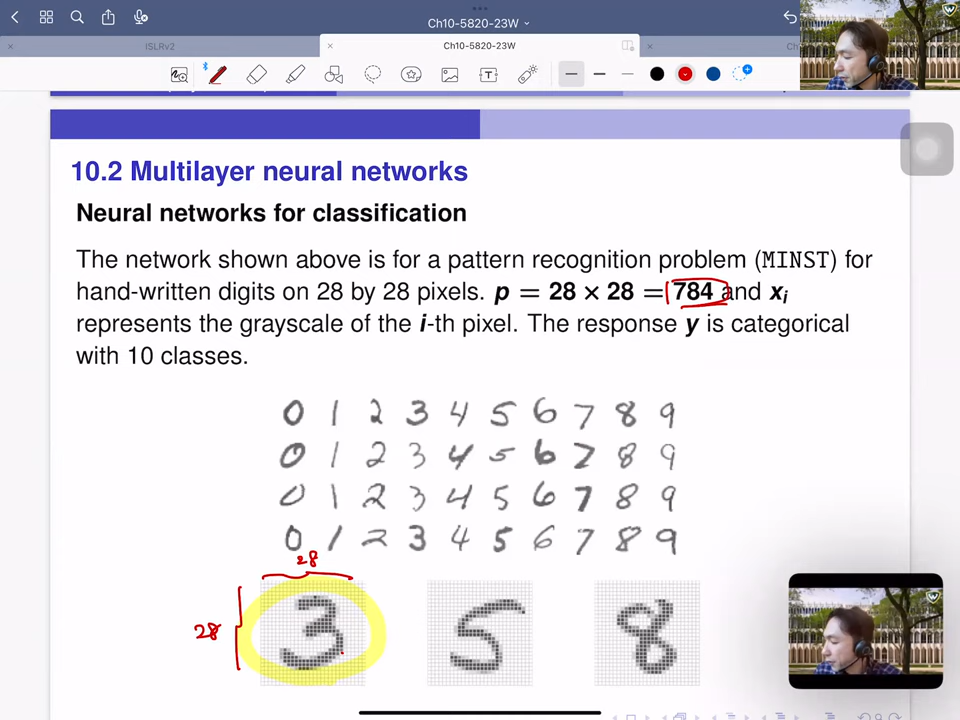 Ch10-5820-23W
ISLRv2
Ch10-5820-23W
10.2 Multilayer neural networks
Neural networks for classification
The network shown above is for a pattern recognition problem (MINST) for
hand-written digits on 28 by 28 pixels. p = 28 × 28 = 784 and xi
represents the grayscale of the i-th pixel. The response y is categorical
with 10 classes.
0 1 2 3 4 5 6 7 8 9
0 1 2 3 4 5 6 7 8 9
0 1 2 3 4 5 6 7 8 9
0 1 2 3 4 5 6 7 8 9
28
28
3 5 8